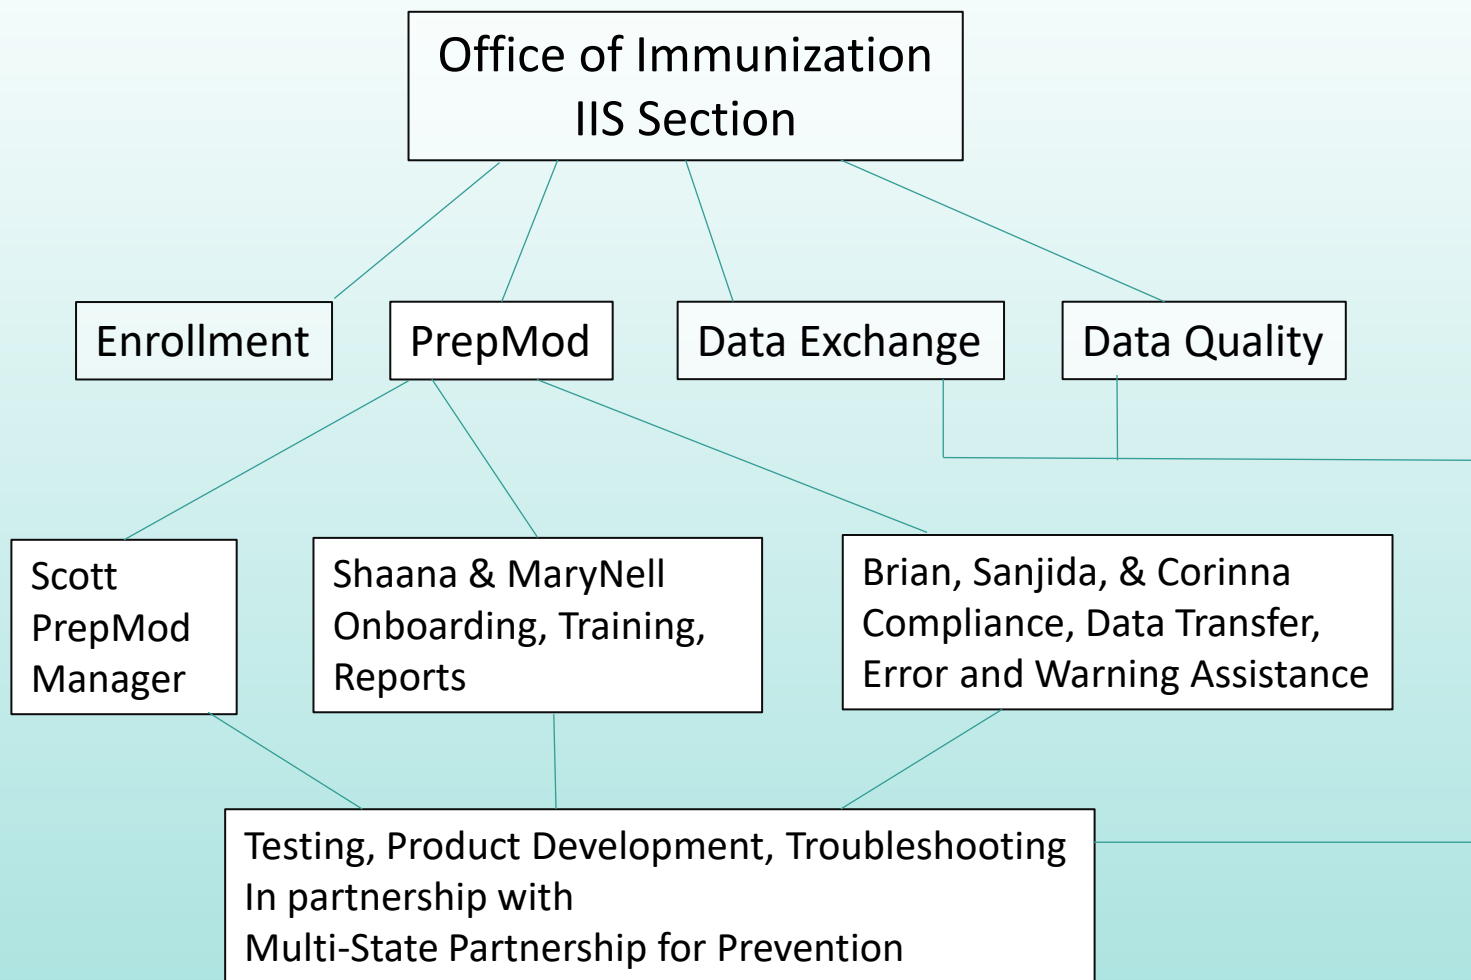 Office of Immunization
IIS Section
Enrollment
PrepMod
Data Exchange
Data Quality
Scott
PrepMod
Manager
Shaana & MaryNell
Onboarding, Training,
Reports
Brian, Sanjida, & Corinna
Compliance, Data Transfer,
Error and Warning Assistance
Testing, Product Development, Troubleshooting
In partnership with
Multi-State Partnership for Prevention